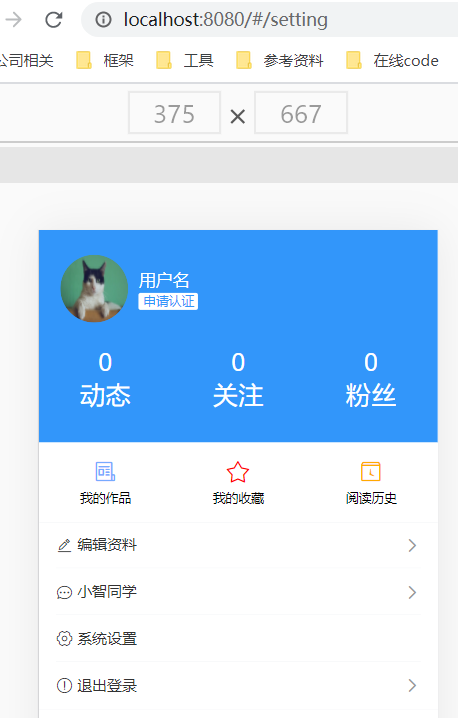 localhost:8080/#/setting
公司相关 框架 工具 参考资料 在线code
375 × 667
用户名
申请认证
0 0 0
动态 关注 粉丝
我的作品 我的收藏 阅读历史
编辑资料
小智同学
系统设置
退出登录